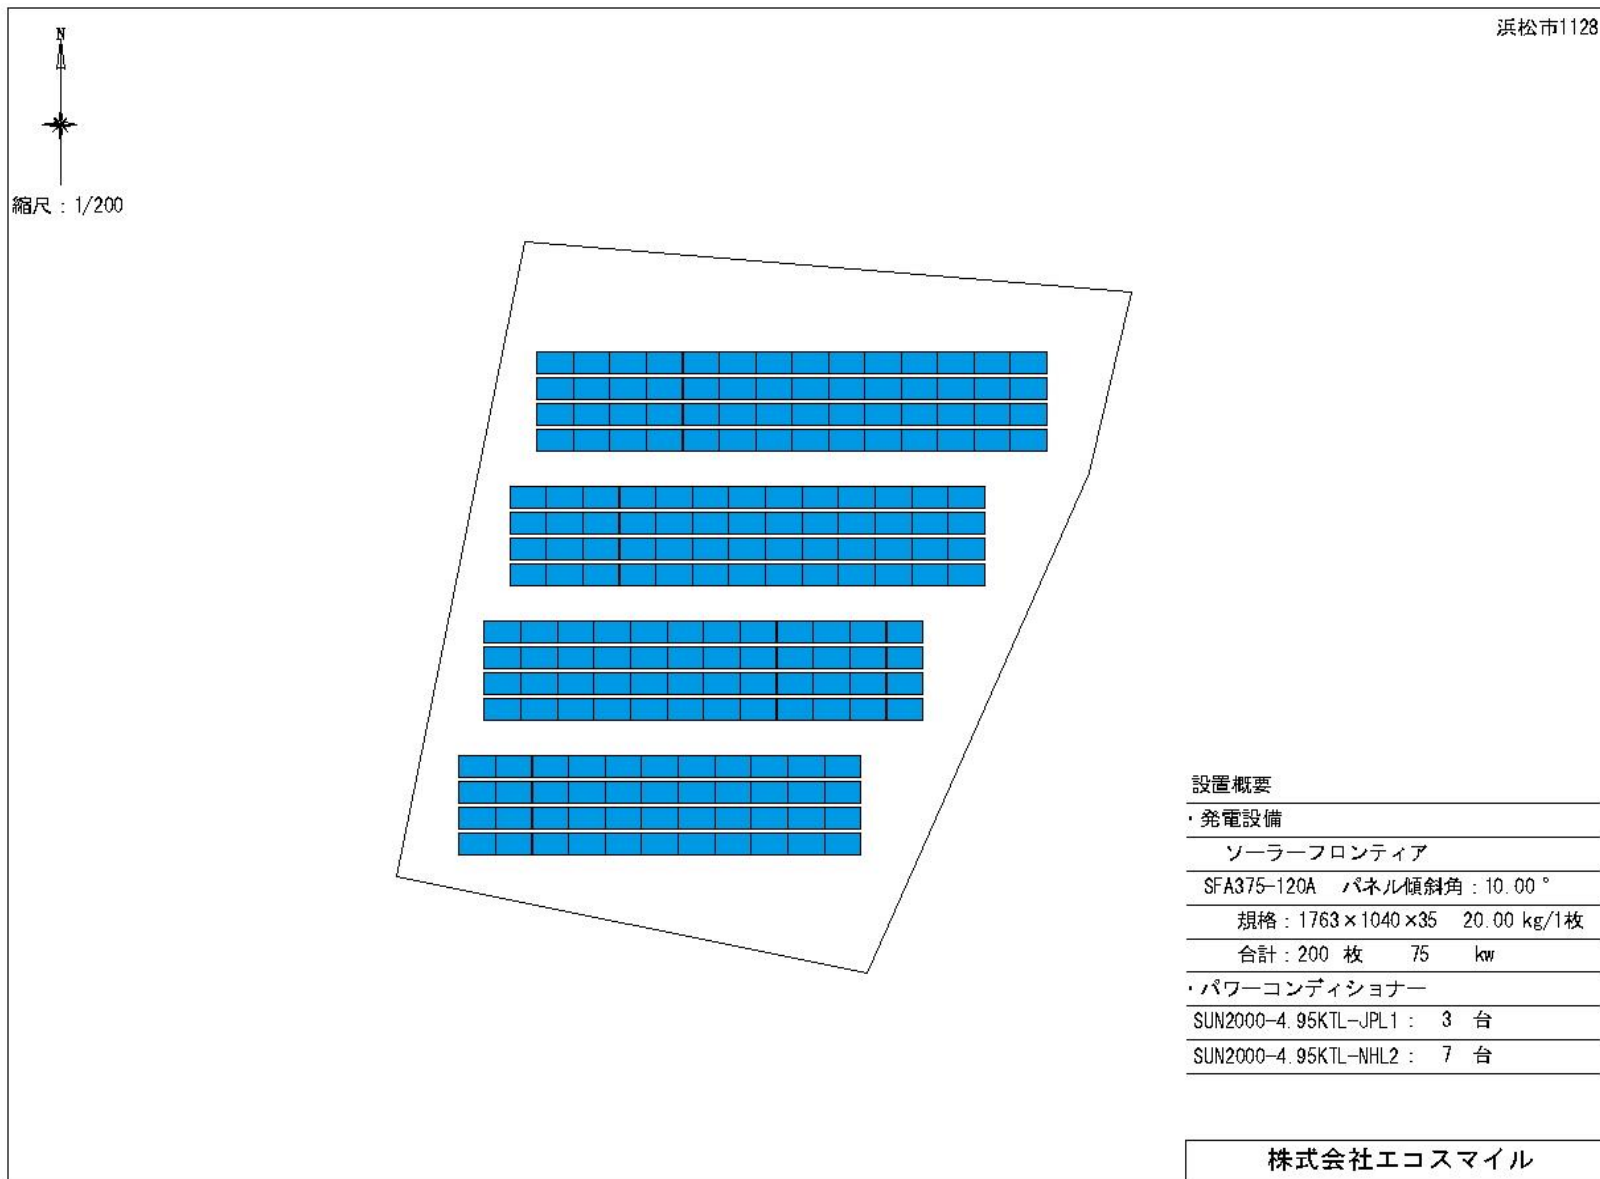 浜松市1128
N
縮尺：1/200
設置概要
・発電設備
ソーラーフロンティア
SFA375-120A パネル傾斜角：10.00°
規格：1763×1040×35 20.00 kg/1枚
合計：200 枚 75 kw
・パワーコンディショナー
SUN2000-4.95KTL-JPL1： 3 台
SUN2000-4.95KTL-NHL2： 7 台
株式会社エコスマイル